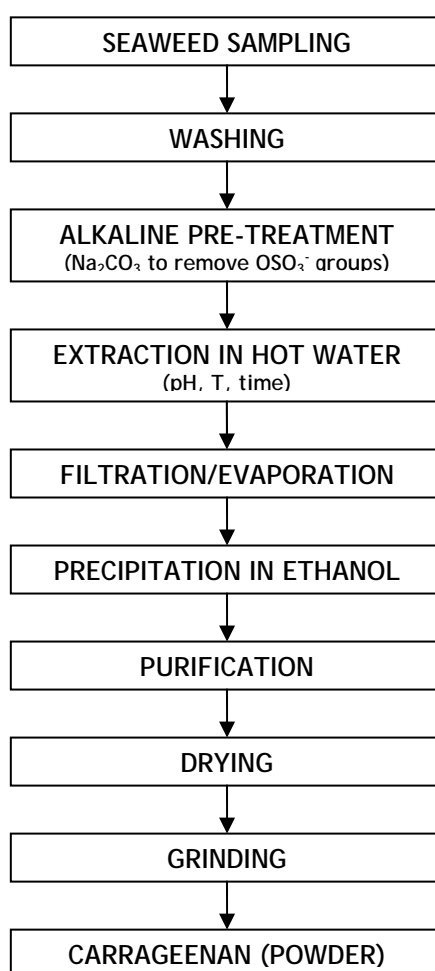 SEAWEED SAMPLING
WASHING
ALKALINE PRE-TREATMENT
(Na₂CO₃ to remove OSO₃⁻ groups)
EXTRACTION IN HOT WATER
(pH, T, time)
FILTRATION/EVAPORATION
PRECIPITATION IN ETHANOL
PURIFICATION
DRYING
GRINDING
CARRAGEENAN (POWDER)